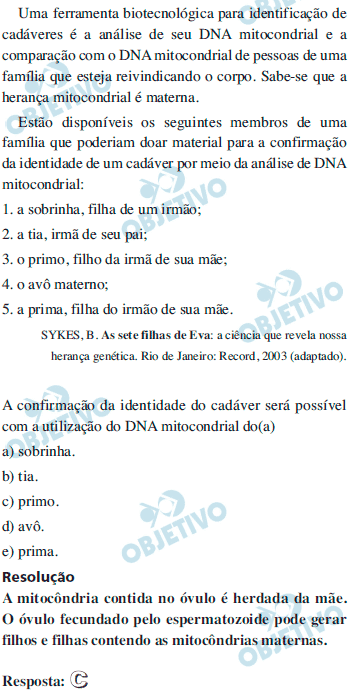 Uma ferramenta biotecnológica para identificação de
cadáveres é a análise de seu DNA mitocondrial e a
comparação com o DNA mitocondrial de pessoas de uma
família que esteja reivindicando o corpo. Sabe-se que a
herança mitocondrial é materna.
Estão disponíveis os seguintes membros de uma
família que poderiam doar material para a confirmação
da identidade de um cadáver por meio da análise de DNA
mitocondrial:
1. a sobrinha, filha de um irmão;
2. a tia, irmã de seu pai;
3. o primo, filho da irmã de sua mãe;
4. o avô materno;
5. a prima, filha do irmão de sua mãe.
SYKES, B. As sete filhas de Eva: a ciência que revela nossa
herança genética. Rio de Janeiro: Record, 2003 (adaptado).
A confirmação da identidade do cadáver será possível
com a utilização do DNA mitocondrial do(a)
a) sobrinha.
b) tia.
c) primo.
d) avô.
e) prima.
Resolução
A mitocôndria contida no óvulo é herdada da mãe.
O óvulo fecundado pelo espermatozoide pode gerar
filhos e filhas contendo as mitocôndrias maternas.
Resposta: C
OBJETIVO
OBJETIVO
OBJETIVO
OBJETIVO
OBJETIVO
OBJETIVO